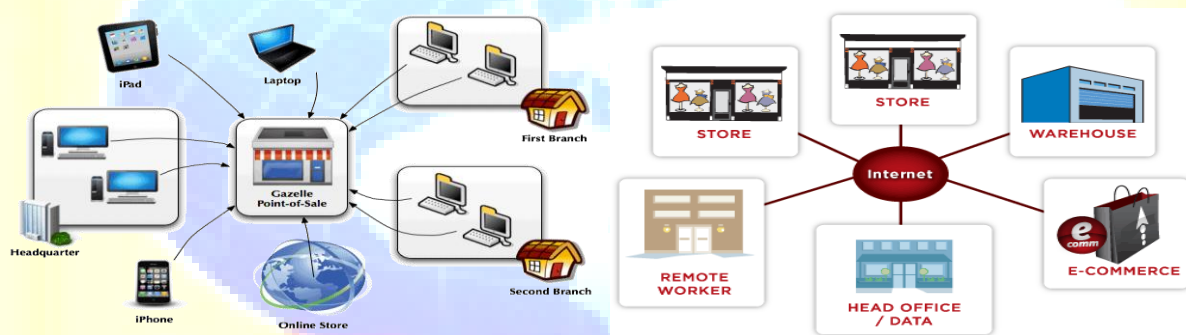 iPad
Laptop
First Branch
Gazelle
Point-of-Sale
Headquarter
iPhone
Online Store
Second Branch
STORE
STORE
WAREHOUSE
Internet
REMOTE
WORKER
HEAD OFFICE
/ DATA
e
comm
E-COMMERCE